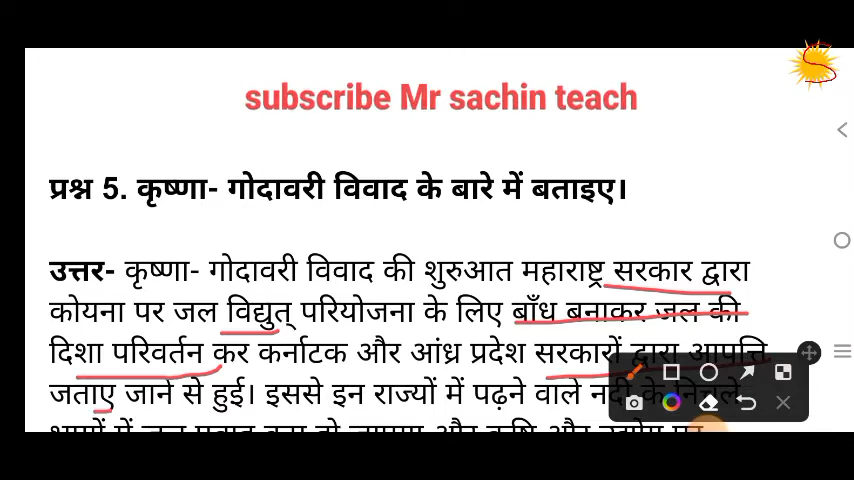 subscribe Mr sachin teach
प्रश्न 5. कृष्णा- गोदावरी विवाद के बारे में बताइए।
उत्तर- कृष्णा- गोदावरी विवाद की शुरुआत महाराष्ट्र सरकार द्वारा
कोयना पर जल विद्युत् परियोजना के लिए बाँध बनाकर जल की
दिशा परिवर्तन कर कर्नाटक और आंध्र प्रदेश सरकारों द्वारा आपत्ति
जताए जाने से हुई। इससे इन राज्यों में पढ़ने वाले नदी के निचले